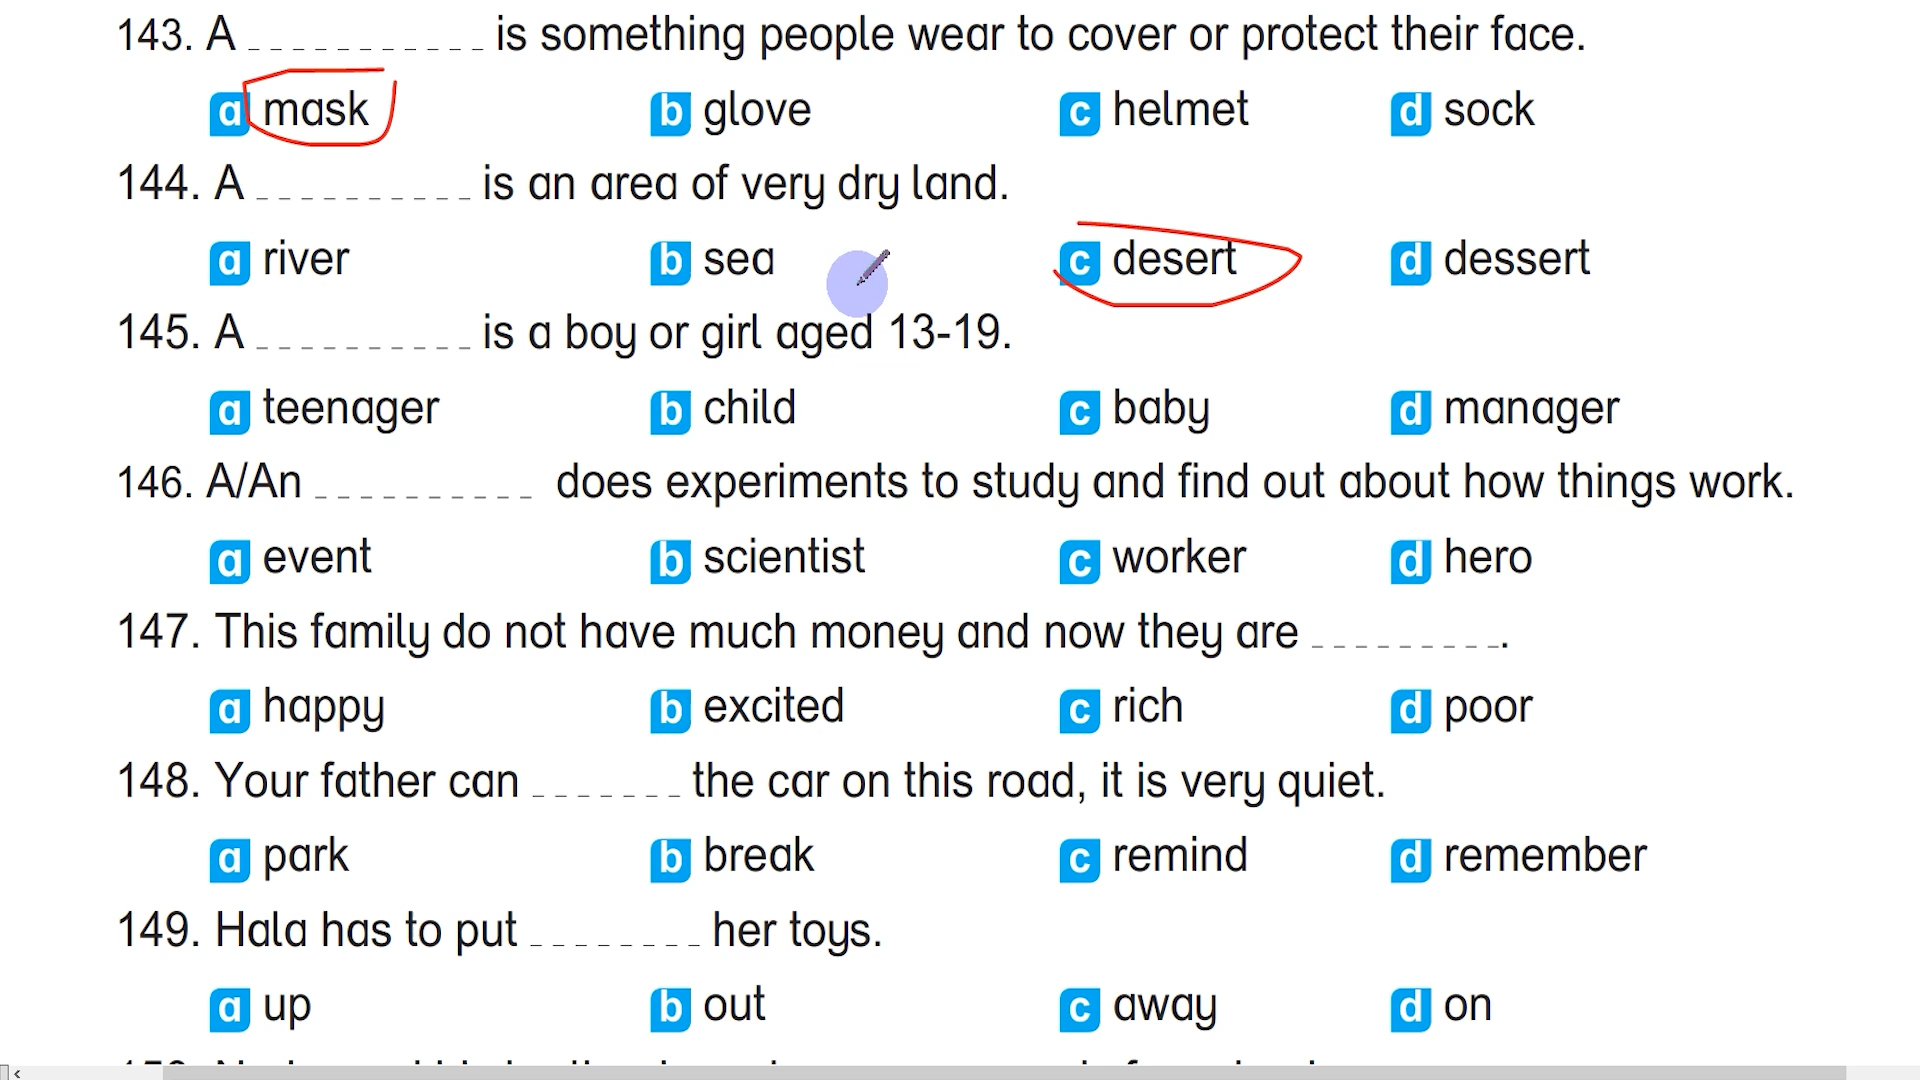 143. A ___________ is something people wear to cover or protect their face.
a mask b glove c helmet d sock
144. A __________ is an area of very dry land.
a river b sea c desert d dessert
145. A __________ is a boy or girl aged 13-19.
a teenager b child c baby d manager
146. A/An __________ does experiments to study and find out about how things work.
a event b scientist c worker d hero
147. This family do not have much money and now they are _________.
a happy b excited c rich d poor
148. Your father can _______ the car on this road, it is very quiet.
a park b break c remind d remember
149. Hala has to put ________ her toys.
a up b out c away d on